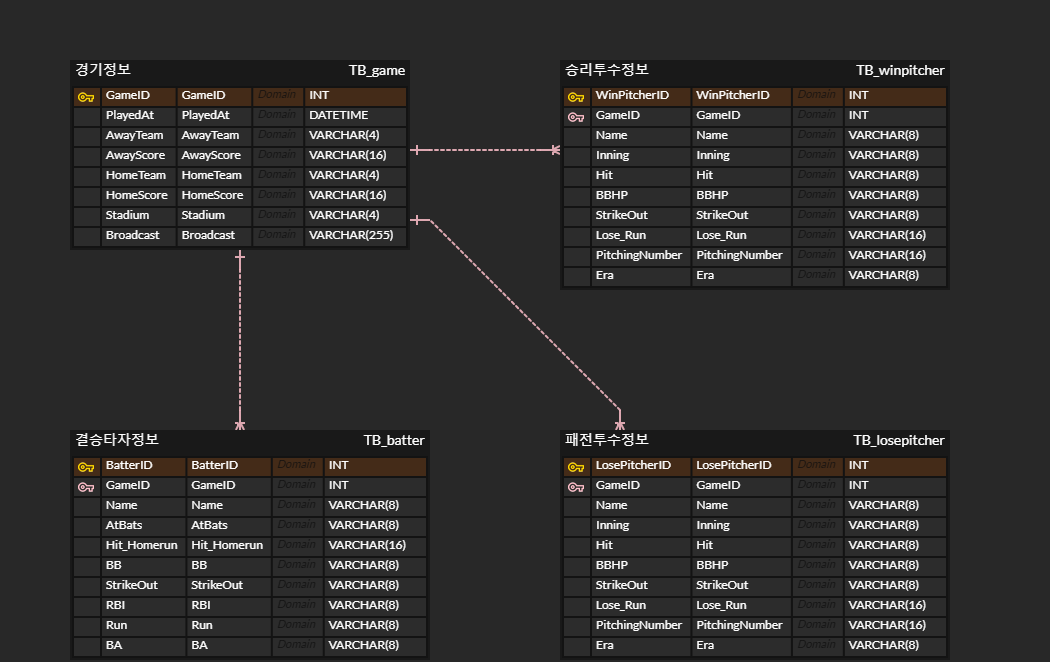 경기정보 TB_game
GameID GameID Domain INT
PlayedAt PlayedAt Domain DATETIME
AwayTeam AwayTeam Domain VARCHAR(4)
AwayScore AwayScore Domain VARCHAR(16)
HomeTeam HomeTeam Domain VARCHAR(4)
HomeScore HomeScore Domain VARCHAR(16)
Stadium Stadium Domain VARCHAR(4)
Broadcast Broadcast Domain VARCHAR(255)
승리투수정보 TB_winpitcher
WinPitcherID WinPitcherID Domain INT
GameID GameID Domain INT
Name Name Domain VARCHAR(8)
Inning Inning Domain VARCHAR(8)
Hit Hit Domain VARCHAR(8)
BBHP BBHP Domain VARCHAR(8)
StrikeOut StrikeOut Domain VARCHAR(8)
Lose_Run Lose_Run Domain VARCHAR(16)
PitchingNumber PitchingNumber Domain VARCHAR(16)
Era Era Domain VARCHAR(8)
결승타자정보 TB_batter
BatterID BatterID Domain INT
GameID GameID Domain INT
Name Name Domain VARCHAR(8)
AtBats AtBats Domain VARCHAR(8)
Hit_Homerun Hit_Homerun Domain VARCHAR(16)
BB BB Domain VARCHAR(8)
StrikeOut StrikeOut Domain VARCHAR(8)
RBI RBI Domain VARCHAR(8)
Run Run Domain VARCHAR(8)
BA BA Domain VARCHAR(8)
패전투수정보 TB_losepitcher
LosePitcherID LosePitcherID Domain INT
GameID GameID Domain INT
Name Name Domain VARCHAR(8)
Inning Inning Domain VARCHAR(8)
Hit Hit Domain VARCHAR(8)
BBHP BBHP Domain VARCHAR(8)
StrikeOut StrikeOut Domain VARCHAR(8)
Lose_Run Lose_Run Domain VARCHAR(16)
PitchingNumber PitchingNumber Domain VARCHAR(16)
Era Era Domain VARCHAR(8)